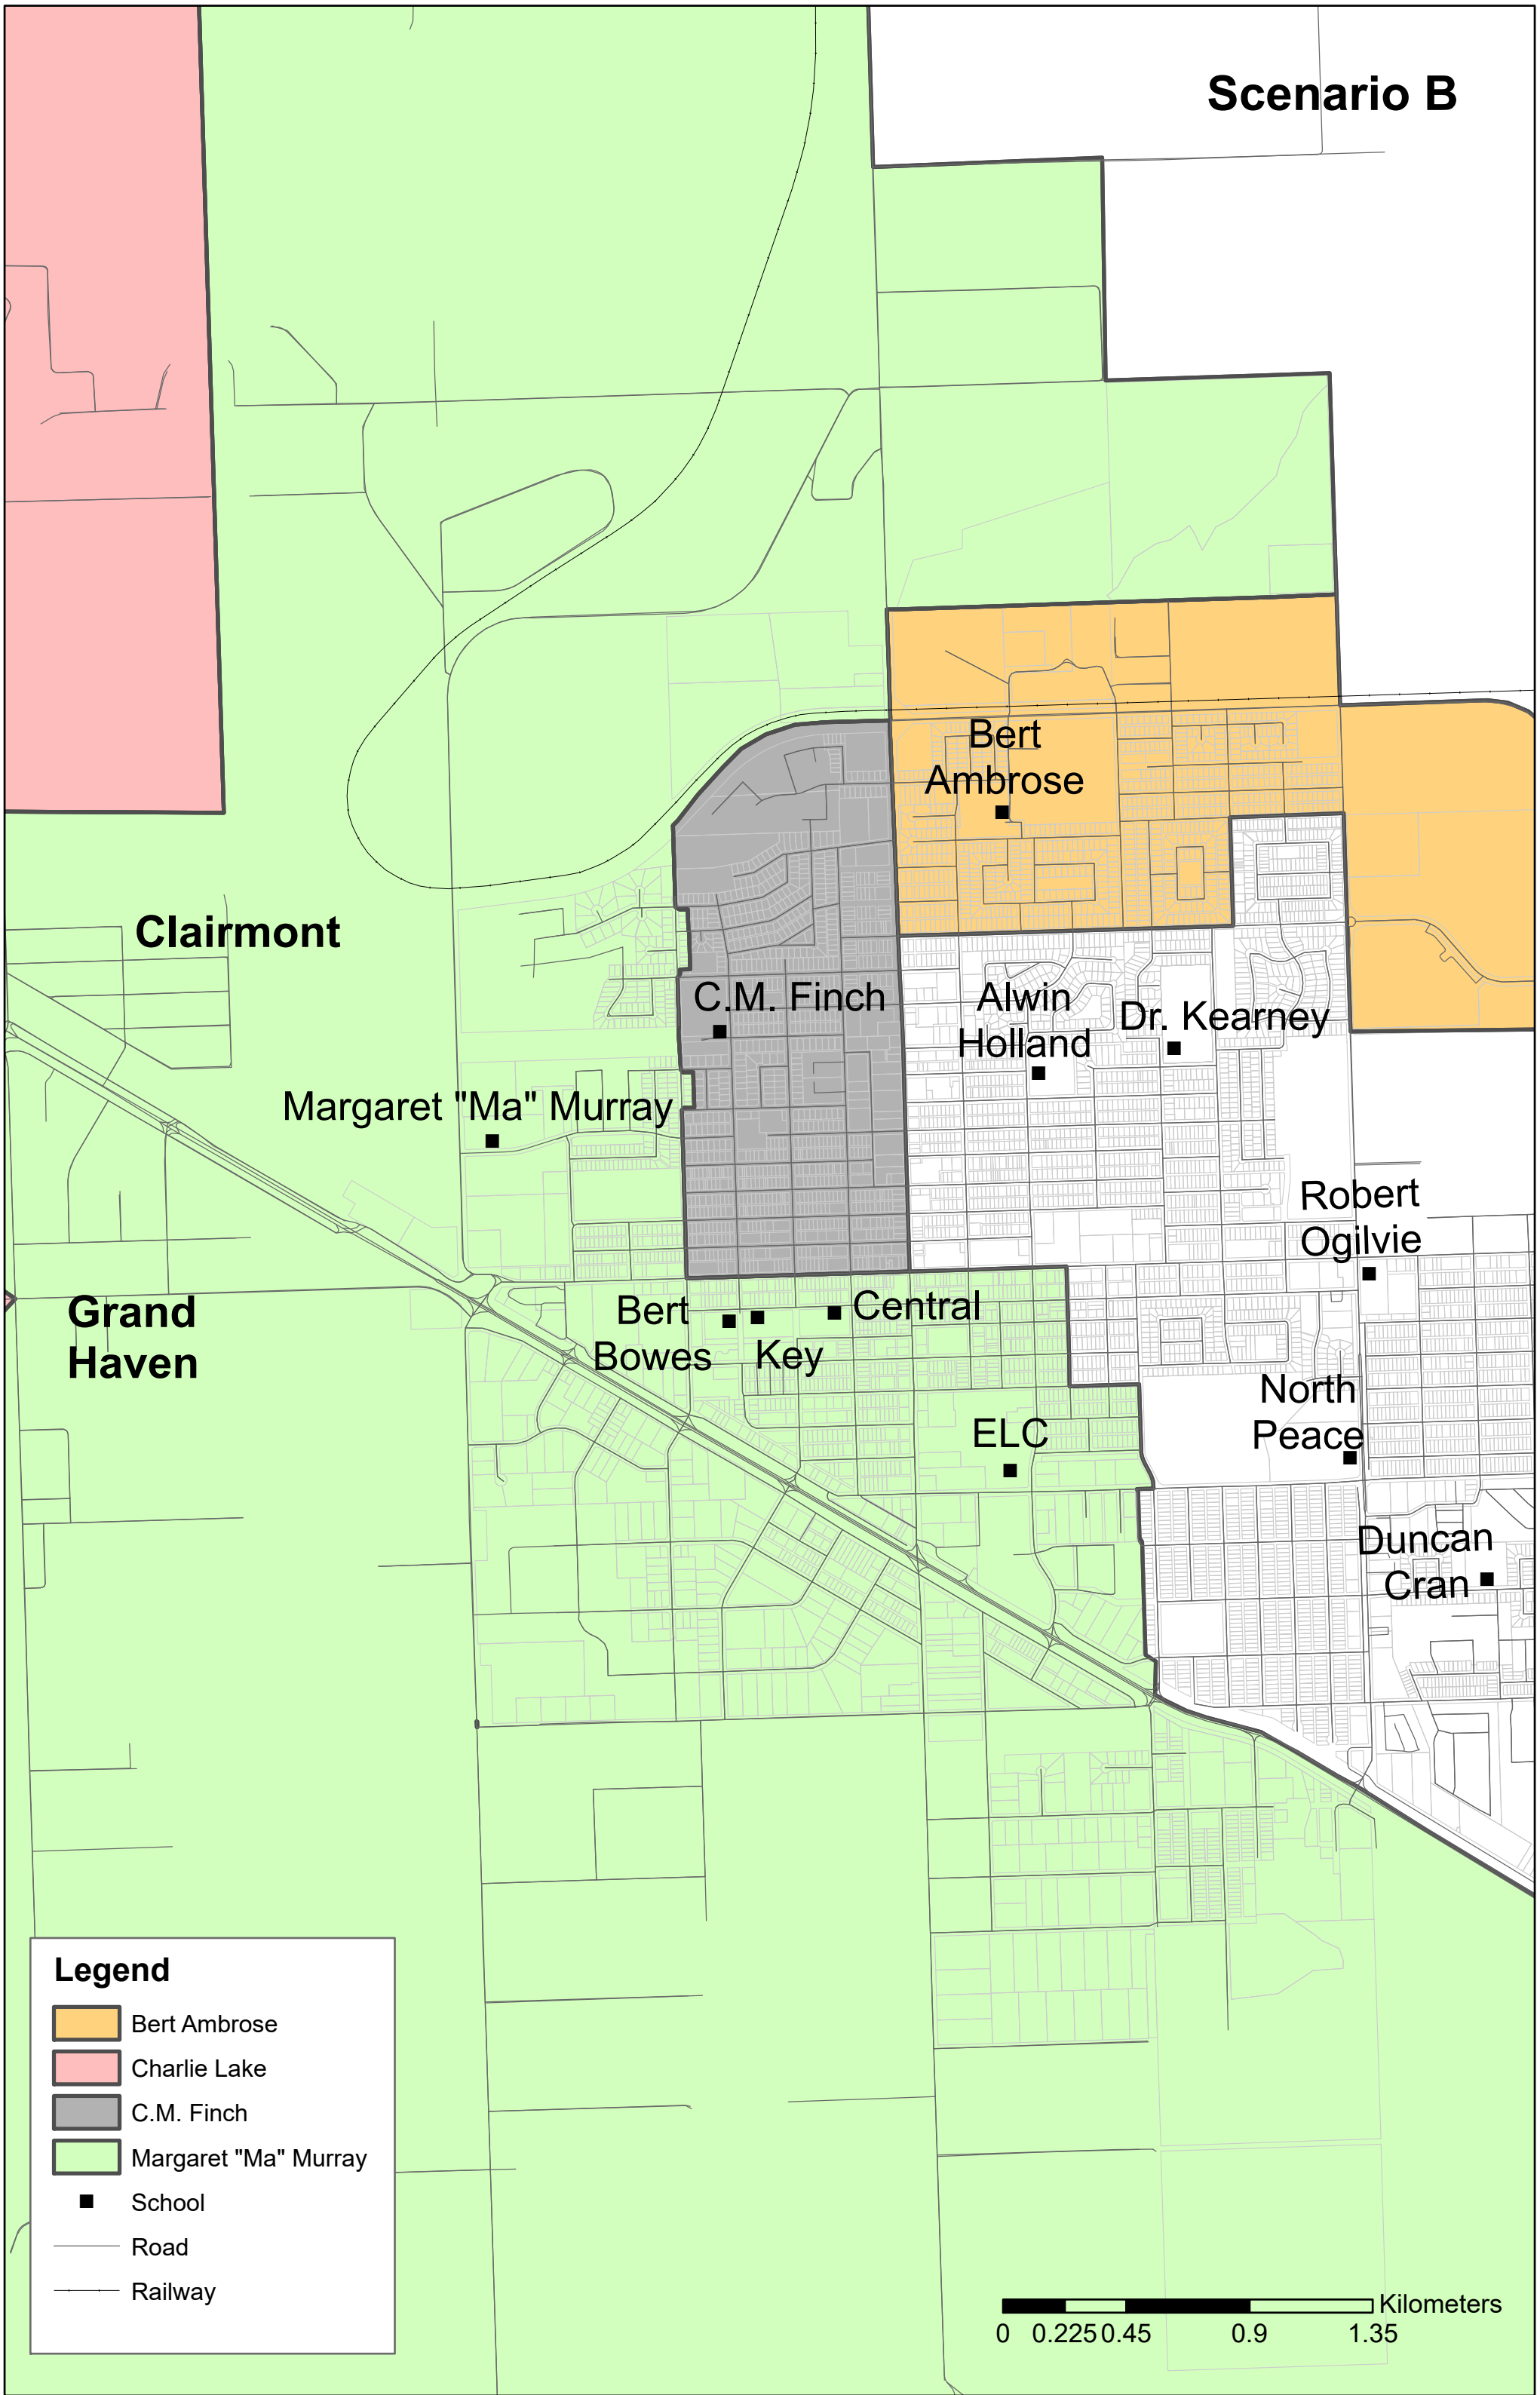 Scenario B
Bert
Ambrose
Clairmont
C.M. Finch
Alwin
Holland
Dr. Kearney
Margaret "Ma" Murray
Robert
Ogilvie
Grand
Haven
Bert
Bowes
Key
Central
North
Peace
ELC
Duncan
Cran
Legend
Bert Ambrose
Charlie Lake
C.M. Finch
Margaret "Ma" Murray
School
Road
Railway
Kilometers
0 0.225 0.45 0.9 1.35